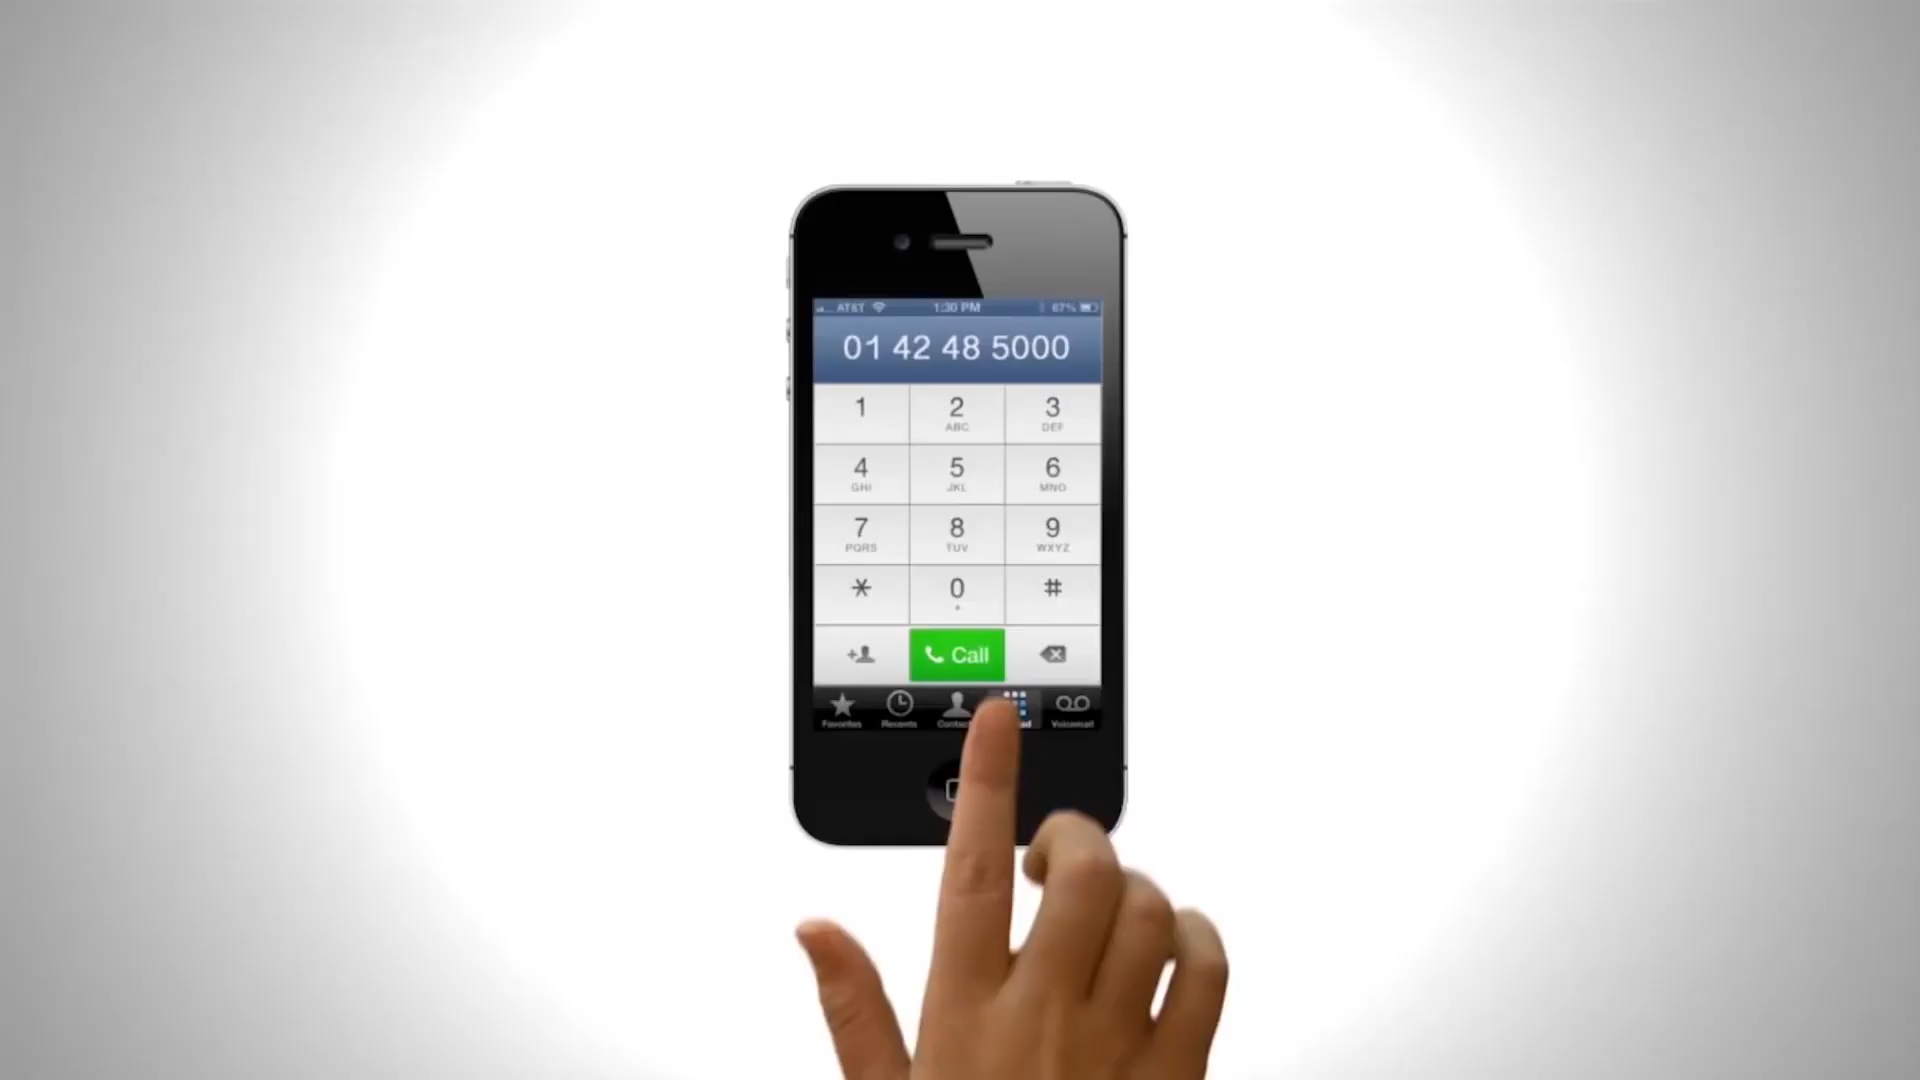 AT&T 1:30 PM 67%
01 42 48 5000
1 2 3
ABC DEF
4 5 6
GHI JKL MNO
7 8 9
PQRS TUV WXYZ
* 0 #
+
Call
Favorites Recents Voicemail